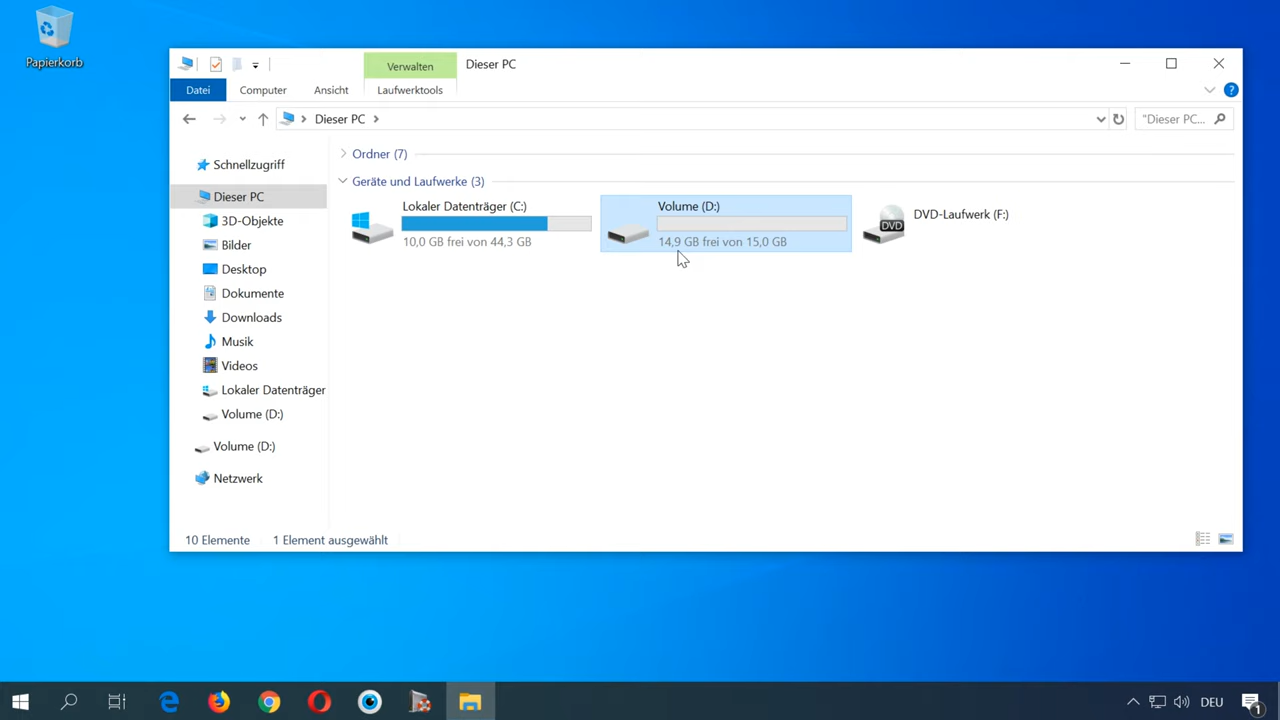 Papierkorb
Verwalten
Dieser PC
Datei
Computer
Ansicht
Laufwerktools
Dieser PC
"Dieser PC...
Schnellzugriff
Dieser PC
3D-Objekte
Bilder
Desktop
Dokumente
Downloads
Musik
Videos
Lokaler Datenträger
Volume (D:)
Volume (D:)
Netzwerk
Ordner (7)
Geräte und Laufwerke (3)
Lokaler Datenträger (C:)
10,0 GB frei von 44,3 GB
Volume (D:)
14,9 GB frei von 15,0 GB
DVD
DVD-Laufwerk (F:)
10 Elemente
1 Element ausgewählt
DEU
1